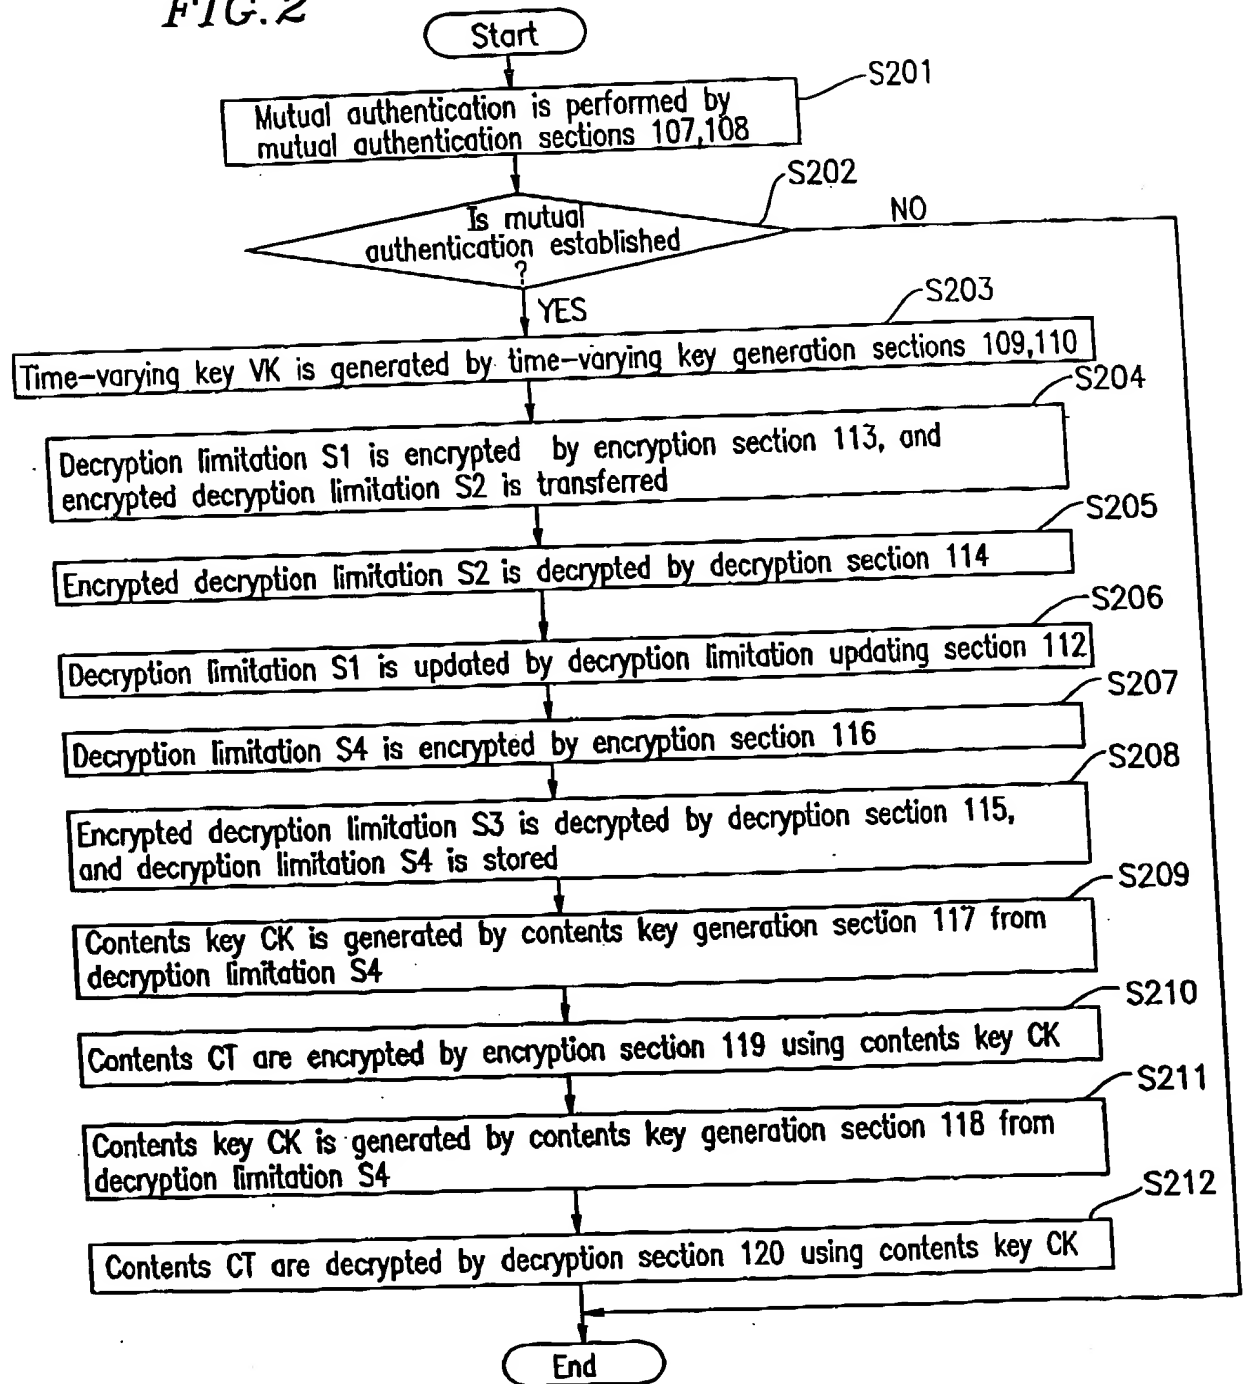 FIG. 2
Start
S201
Mutual authentication is performed by
mutual authentication sections 107,108
S202
Is mutual
authentication established
?
NO
YES
S203
Time-varying key VK is generated by time-varying key generation sections 109,110
S204
Decryption limitation S1 is encrypted by encryption section 113, and
encrypted decryption limitation S2 is transferred
S205
Encrypted decryption limitation S2 is decrypted by decryption section 114
S206
Decryption limitation S1 is updated by decryption limitation updating section 112
S207
Decryption limitation S4 is encrypted by encryption section 116
S208
Encrypted decryption limitation S3 is decrypted by decryption section 115,
and decryption limitation S4 is stored
S209
Contents key CK is generated by contents key generation section 117 from
decryption limitation S4
S210
Contents CT are encrypted by encryption section 119 using contents key CK
S211
Contents key CK is generated by contents key generation section 118 from
decryption limitation S4
S212
Contents CT are decrypted by decryption section 120 using contents key CK
End